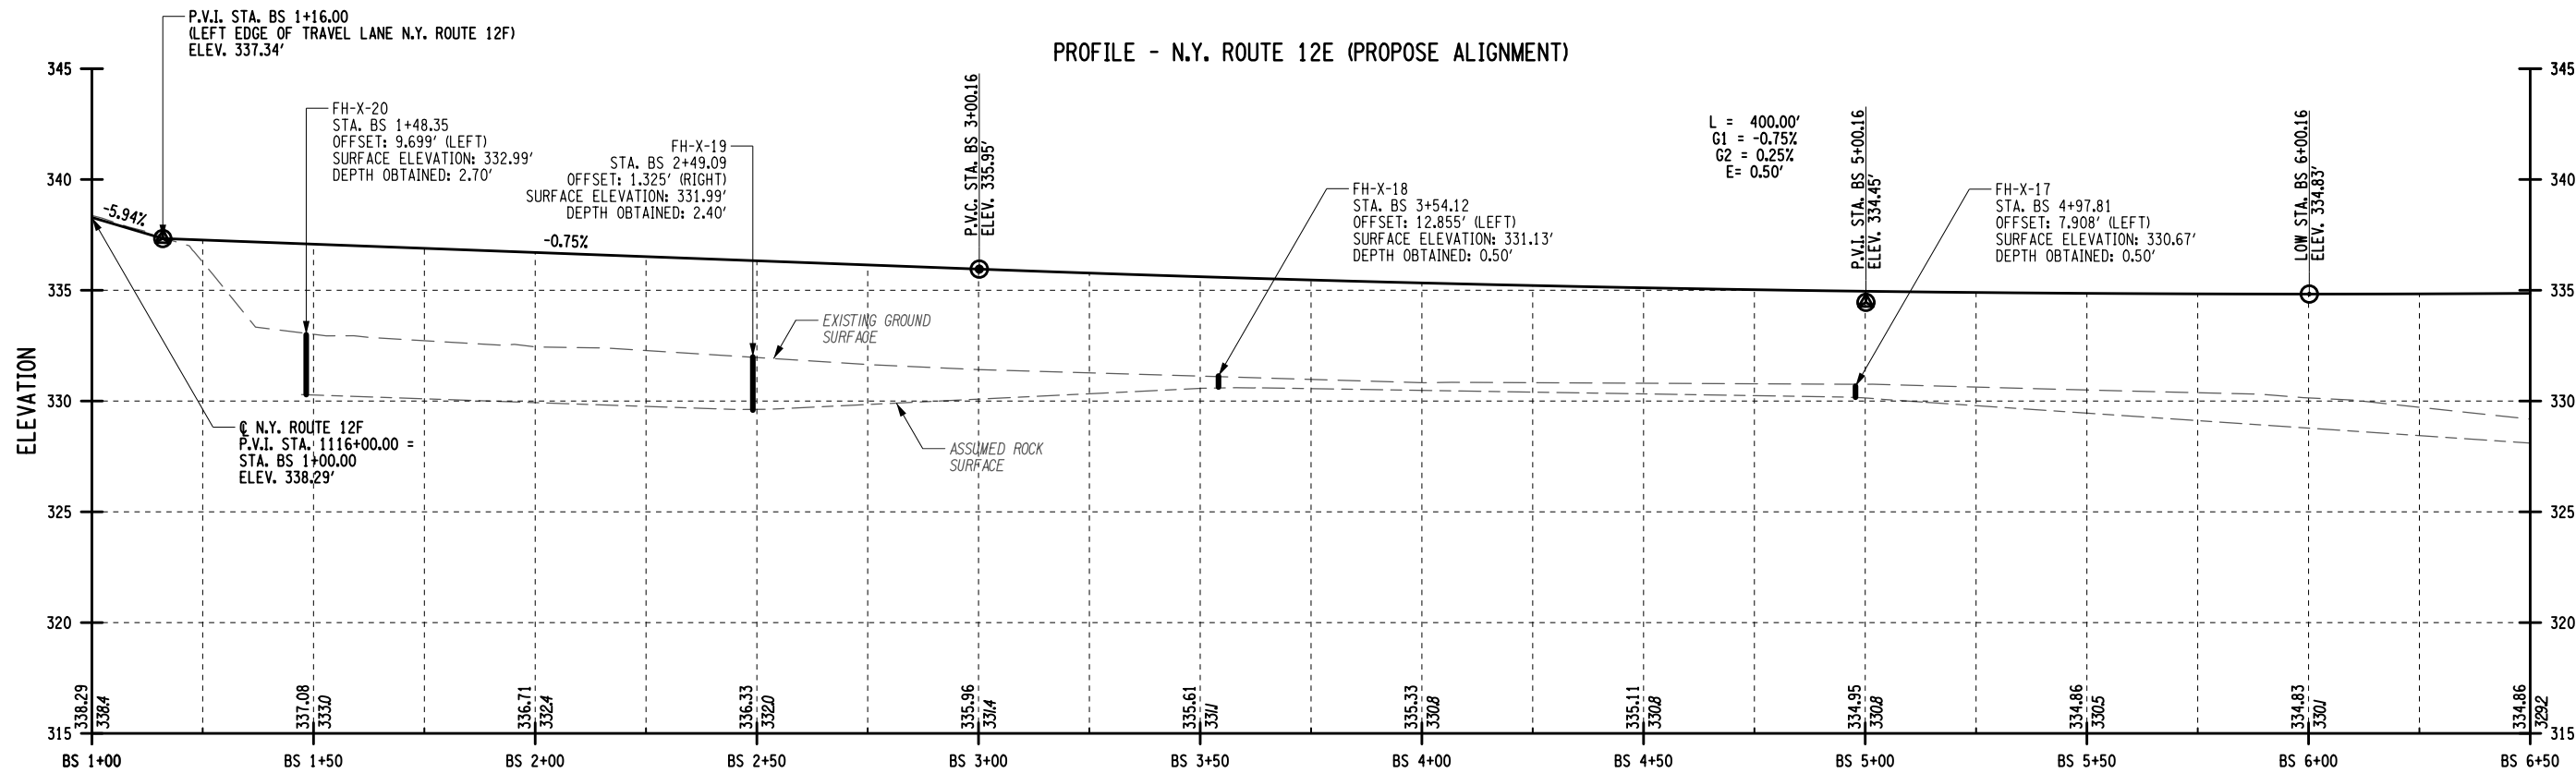 P.V.I. STA. BS 1+16.00
(LEFT EDGE OF TRAVEL LANE N.Y. ROUTE 12F)
ELEV. 337.34'
PROFILE - N.Y. ROUTE 12E (PROPOSE ALIGNMENT)
345
345
FH-X-20
STA. BS 1+48.35
OFFSET: 9.699' (LEFT)
SURFACE ELEVATION: 332.99'
DEPTH OBTAINED: 2.70'
FH-X-19
STA. BS 2+49.09
OFFSET: 1.325' (RIGHT)
SURFACE ELEVATION: 331.99'
DEPTH OBTAINED: 2.40'
P.V.C. STA. BS 3+00.16
ELEV. 335.95'
L = 400.00'
G1 = -0.75%
G2 = 0.25%
E= 0.50'
FH-X-18
STA. BS 3+54.12
OFFSET: 12.855' (LEFT)
SURFACE ELEVATION: 331.13'
DEPTH OBTAINED: 0.50'
P.V.I. STA. BS 5+00.16
ELEV. 334.45'
FH-X-17
STA. BS 4+97.81
OFFSET: 7.908' (LEFT)
SURFACE ELEVATION: 330.67'
DEPTH OBTAINED: 0.50'
LOW STA. BS 6+00.16
ELEV. 334.83'
340
340
-5.94%
-0.75%
335
335
EXISTING GROUND
SURFACE
ELEVATION
330
330
℄ N.Y. ROUTE 12F
P.V.I. STA. 1116+00.00 =
STA. BS 1+00.00
ELEV. 338.29'
ASSUMED ROCK
SURFACE
325
325
320
320
338.29
338.4
337.08
333.0
336.71
332.4
336.33
332.0
335.96
331.4
335.61
331.1
335.33
330.8
335.11
330.8
334.95
330.8
334.86
330.5
334.83
330.1
334.86
329.2
315
315
BS 1+00
BS 1+50
BS 2+00
BS 2+50
BS 3+00
BS 3+50
BS 4+00
BS 4+50
BS 5+00
BS 5+50
BS 6+00
BS 6+50